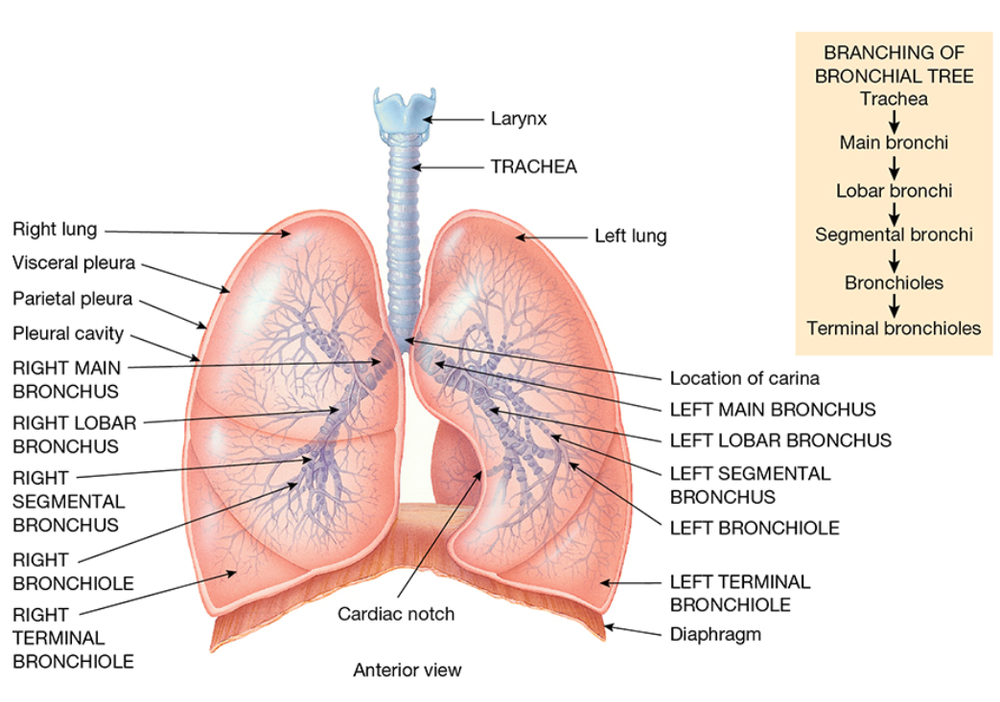 BRANCHING OF
BRONCHIAL TREE
Trachea
Main bronchi
Lobar bronchi
Segmental bronchi
Bronchioles
Terminal bronchioles
Larynx
TRACHEA
Right lung
Visceral pleura
Parietal pleura
Pleural cavity
RIGHT MAIN
BRONCHUS
RIGHT LOBAR
BRONCHUS
RIGHT
SEGMENTAL
BRONCHUS
RIGHT
BRONCHIOLE
RIGHT
TERMINAL
BRONCHIOLE
Left lung
Location of carina
LEFT MAIN BRONCHUS
LEFT LOBAR BRONCHUS
LEFT SEGMENTAL
BRONCHUS
LEFT BRONCHIOLE
LEFT TERMINAL
BRONCHIOLE
Diaphragm
Cardiac notch
Anterior view